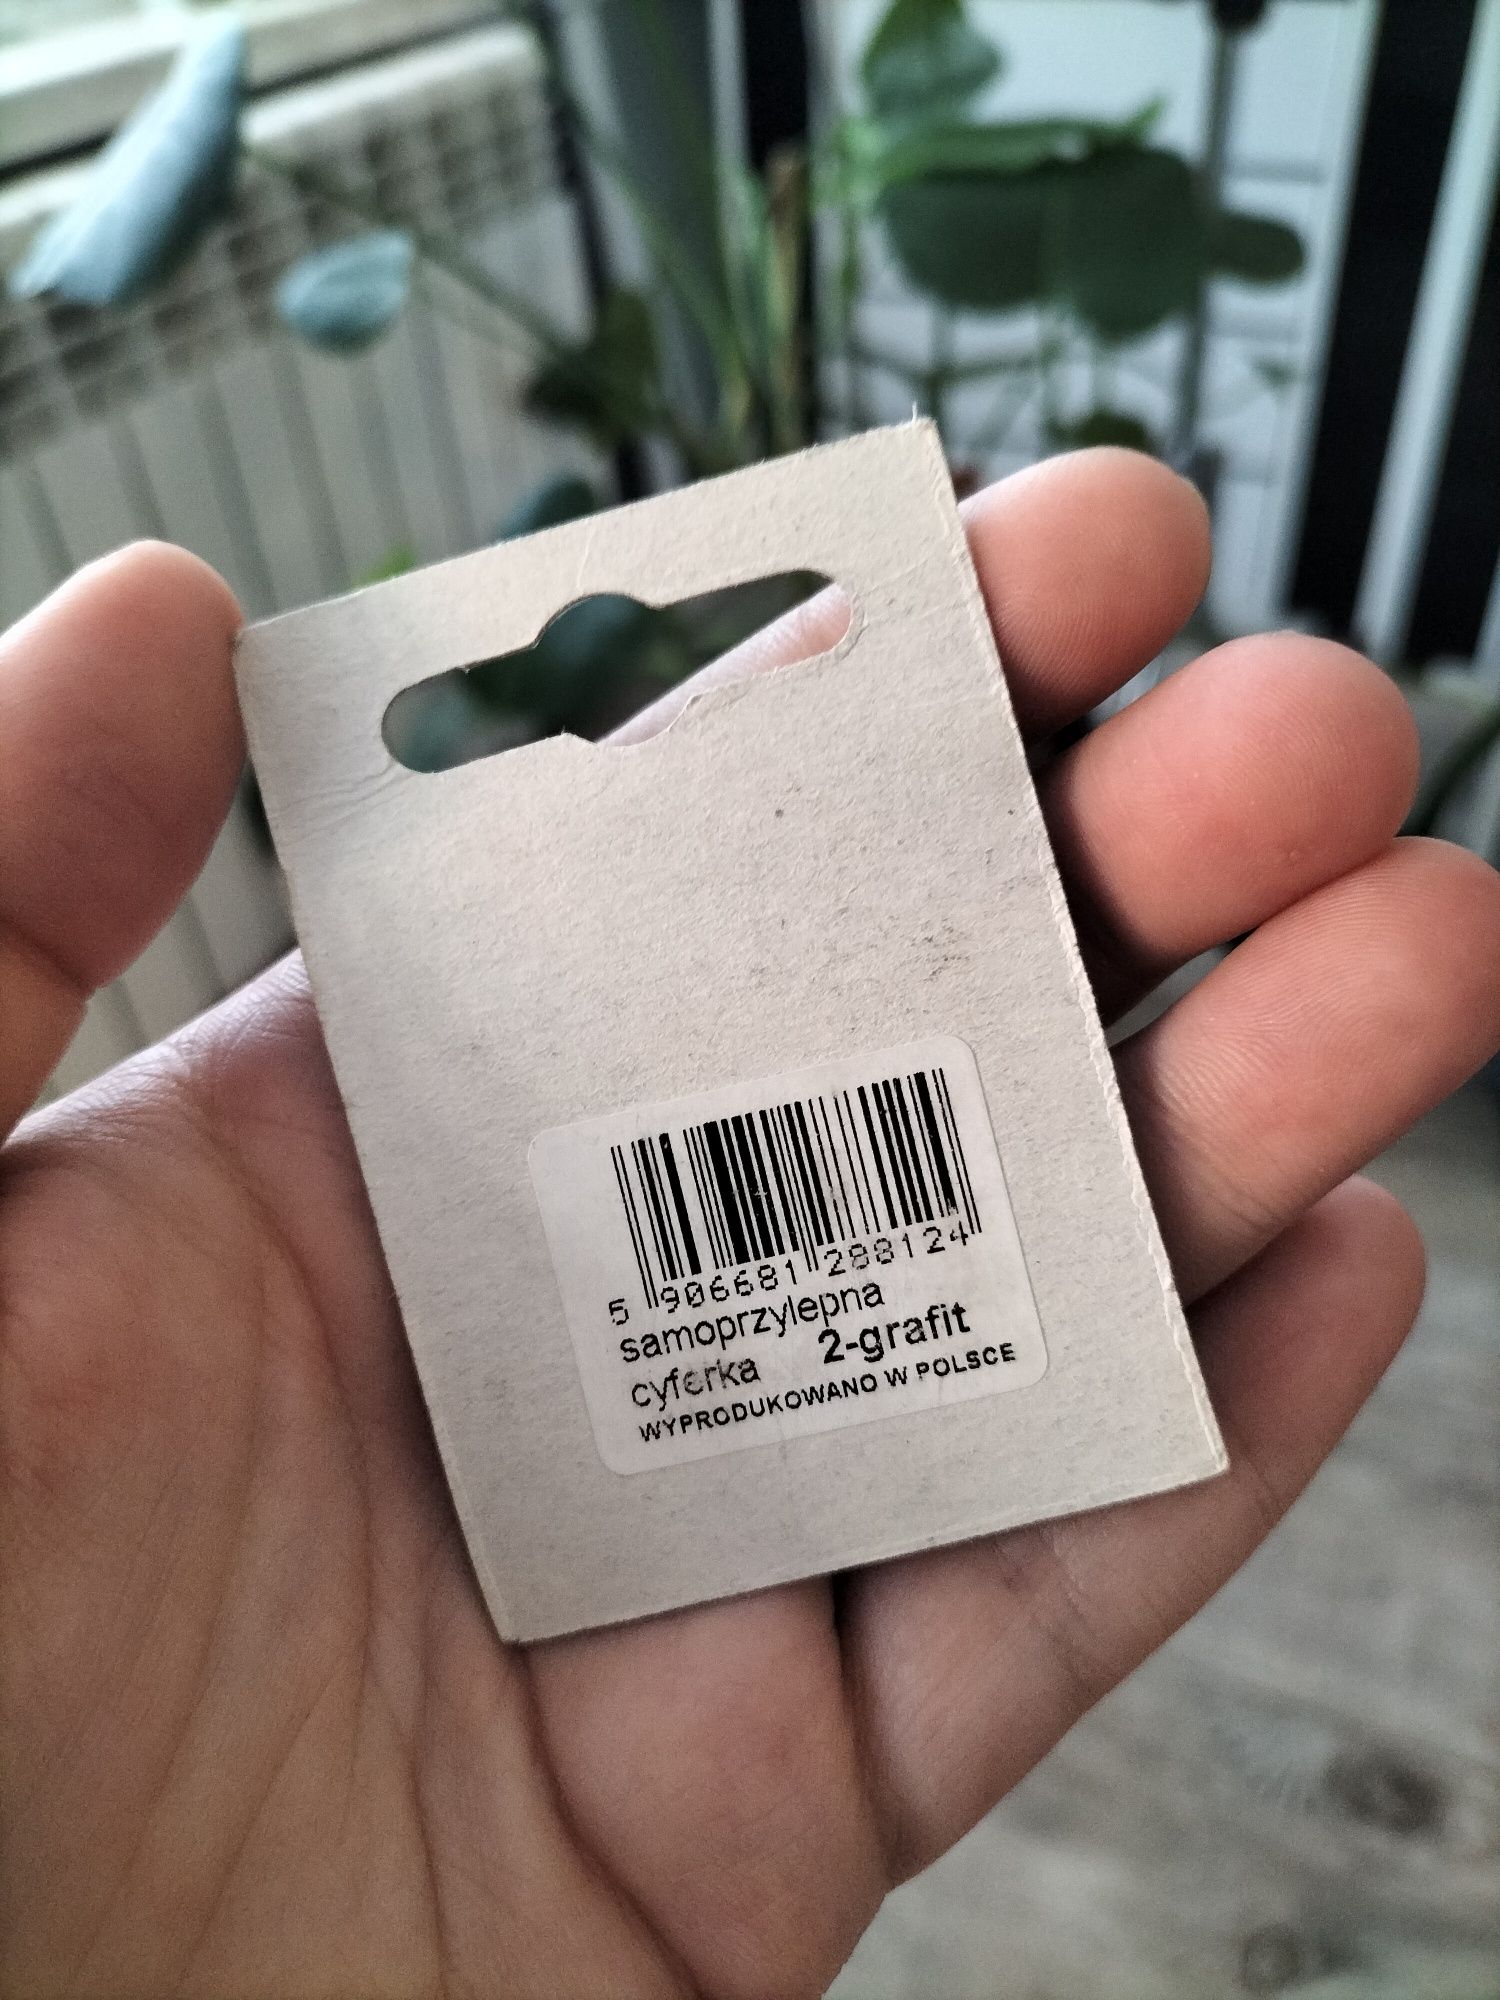 5 906681 288124
samoprzylepna
cyferka 2-grafit
WYPRODUKOWANO W POLSCE